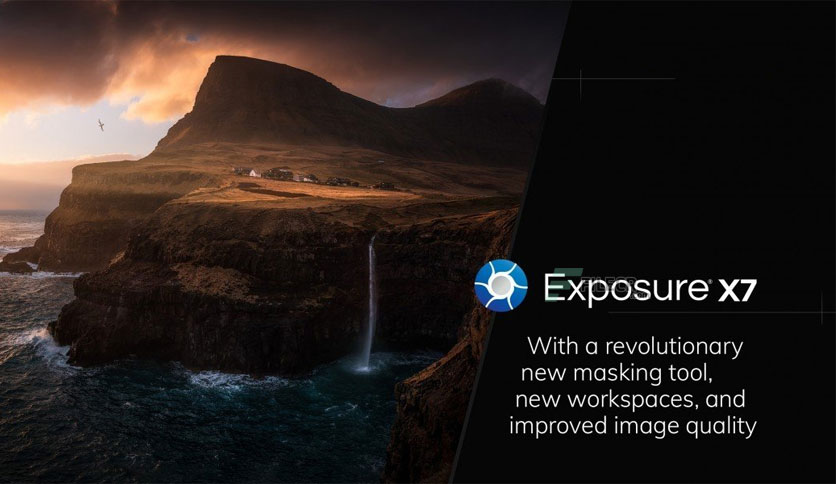 Exposure® X7
With a revolutionary
new masking tool,
new workspaces, and
improved image quality